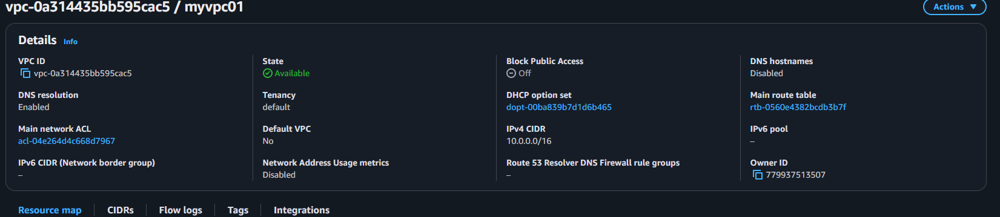 vpc-0a314435bb595cac5 / myvpc01
Actions
Details Info
VPC ID
vpc-0a314435bb595cac5
State
Available
Block Public Access
Off
DNS hostnames
Disabled
DNS resolution
Enabled
Tenancy
default
DHCP option set
dopt-00ba839b7d1d6b465
Main route table
rtb-0560e4382bcdb3b7f
Main network ACL
acl-04e264d4c668d7967
Default VPC
No
IPv4 CIDR
10.0.0.0/16
IPv6 pool
–
IPv6 CIDR (Network border group)
–
Network Address Usage metrics
Disabled
Route 53 Resolver DNS Firewall rule groups
–
Owner ID
779937513507
Resource map
CIDRs
Flow logs
Tags
Integrations